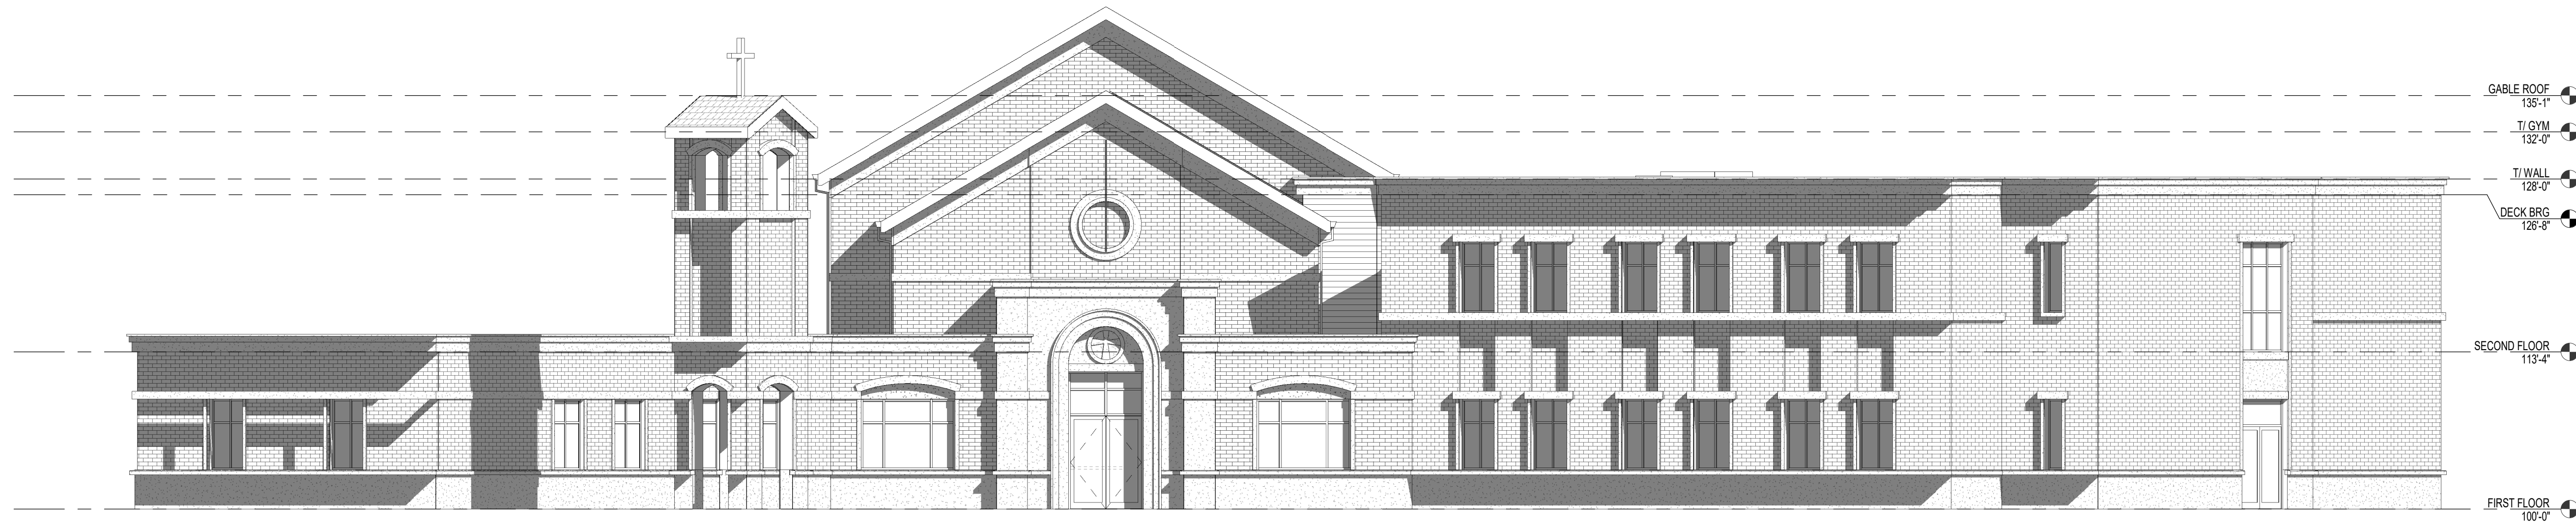 GABLE ROOF
135'-1"
T/ GYM
132'-0"
T/ WALL
128'-0"
DECK BRG
126'-8"
SECOND FLOOR
113'-4"
FIRST FLOOR
100'-0"